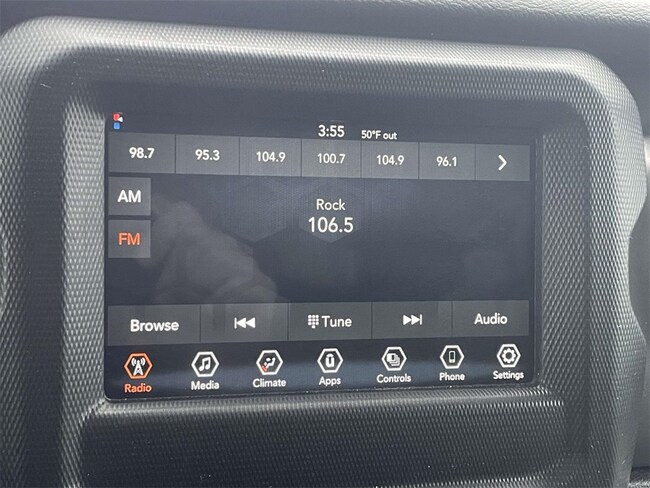 3:55 50°F out
98.7 95.3 104.9 100.7 104.9 96.1
AM
Rock
106.5
FM
Browse Tune Audio
Radio Media Climate Apps Controls Phone Settings